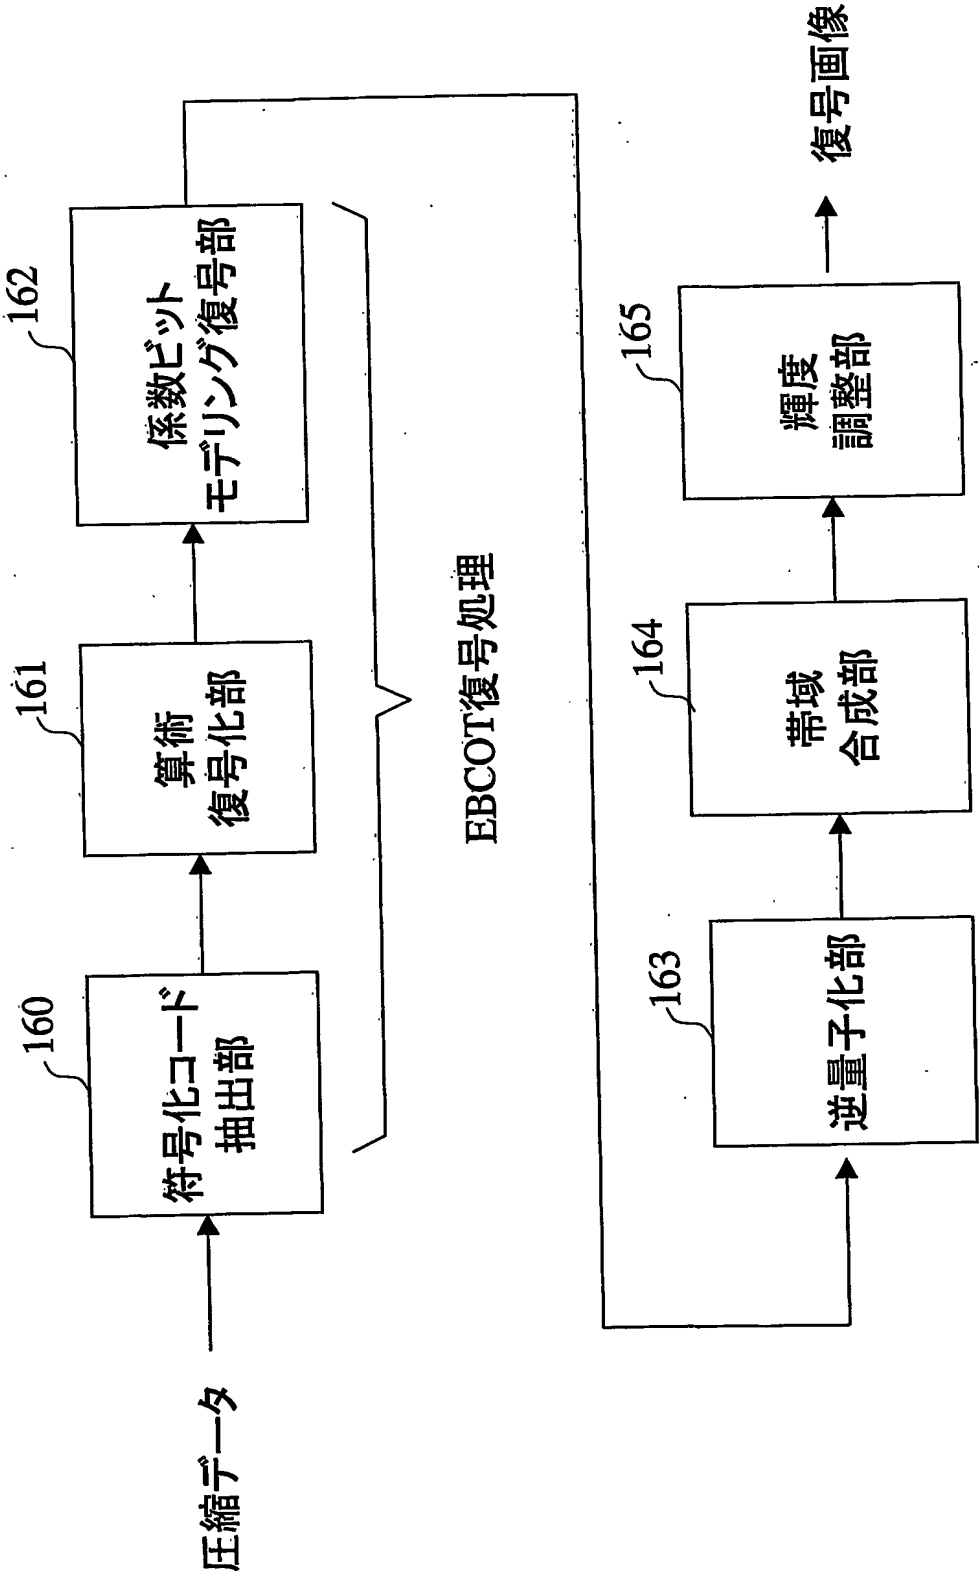 圧縮データ
160
符号化コード
抽出部
161
算術
復号化部
162
係数ビット
モデリング復号部
EBCOT復号処理
163
逆量子化部
164
帯域
合成部
165
輝度
調整部
復号画像